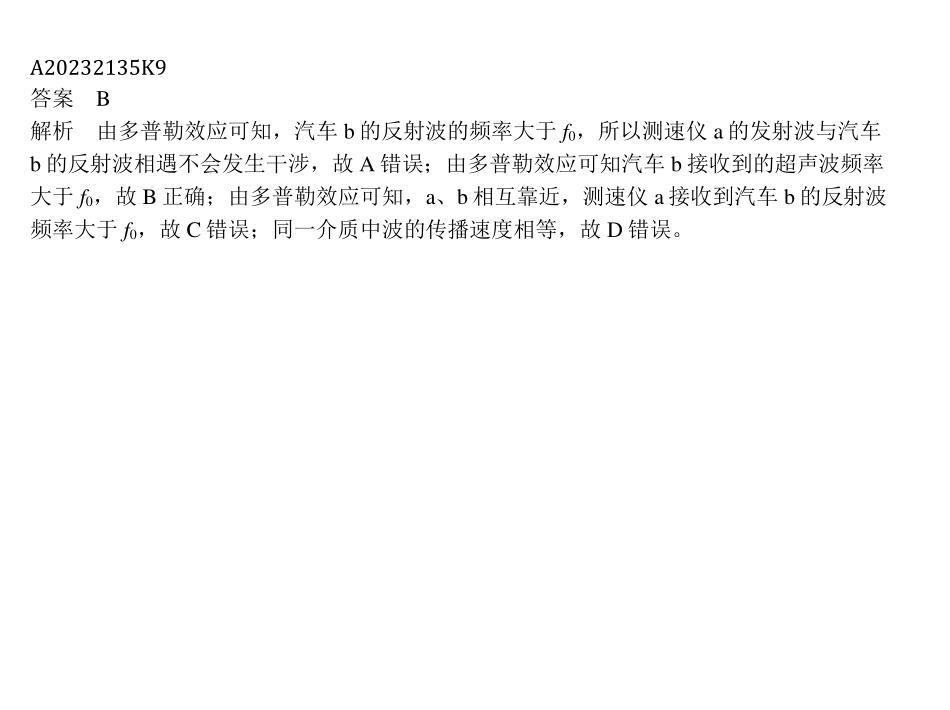 A20232135K9
答案 B
解析 由多普勒效应可知，汽车 b 的反射波的频率大于 f₀，所以测速仪 a 的发射波与汽车
b 的反射波相遇不会发生干涉，故 A 错误；由多普勒效应可知汽车 b 接收到的超声波频率
大于 f₀，故 B 正确；由多普勒效应可知，a、b 相互靠近，测速仪 a 接收到汽车 b 的反射波
频率大于 f₀，故 C 错误；同一介质中波的传播速度相等，故 D 错误。